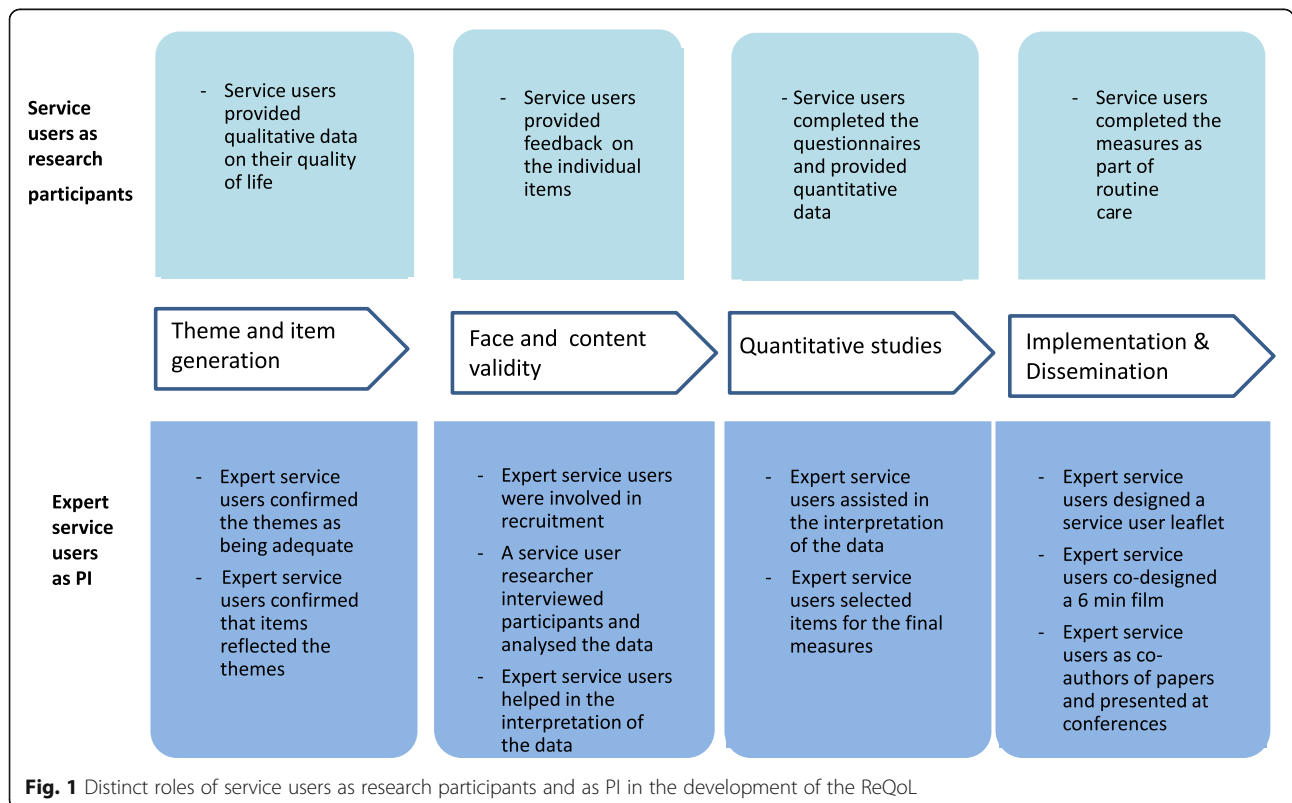 Service
users as
research
participants
- Service users
provided
qualitative data
on their quality
of life
- Service users
provided
feedback on
the individual
items
- Service users
completed the
questionnaires
and provided
quantitative
data
- Service users
completed the
measures as
part of
routine
care
Theme and item
generation
Face and content
validity
Quantitative studies
Implementation &
Dissemination
Expert
service
users
as PI
- Expert service
users confirmed
the themes as
being adequate
- Expert service
users confirmed
that items
reflected the
themes
- Expert service users
were involved in
recruitment
- A service user
researcher
interviewed
participants and
analysed the data
- Expert service users
helped in the
interpretation of
the data
- Expert service
users assisted in
the interpretation
of the data
- Expert service
users selected
items for the final
measures
- Expert service
users designed a
service user leaflet
- Expert service
users co-designed
a 6 min film
- Expert service
users as co-
authors of papers
and presented at
conferences
Fig. 1 Distinct roles of service users as research participants and as PI in the development of the ReQoL